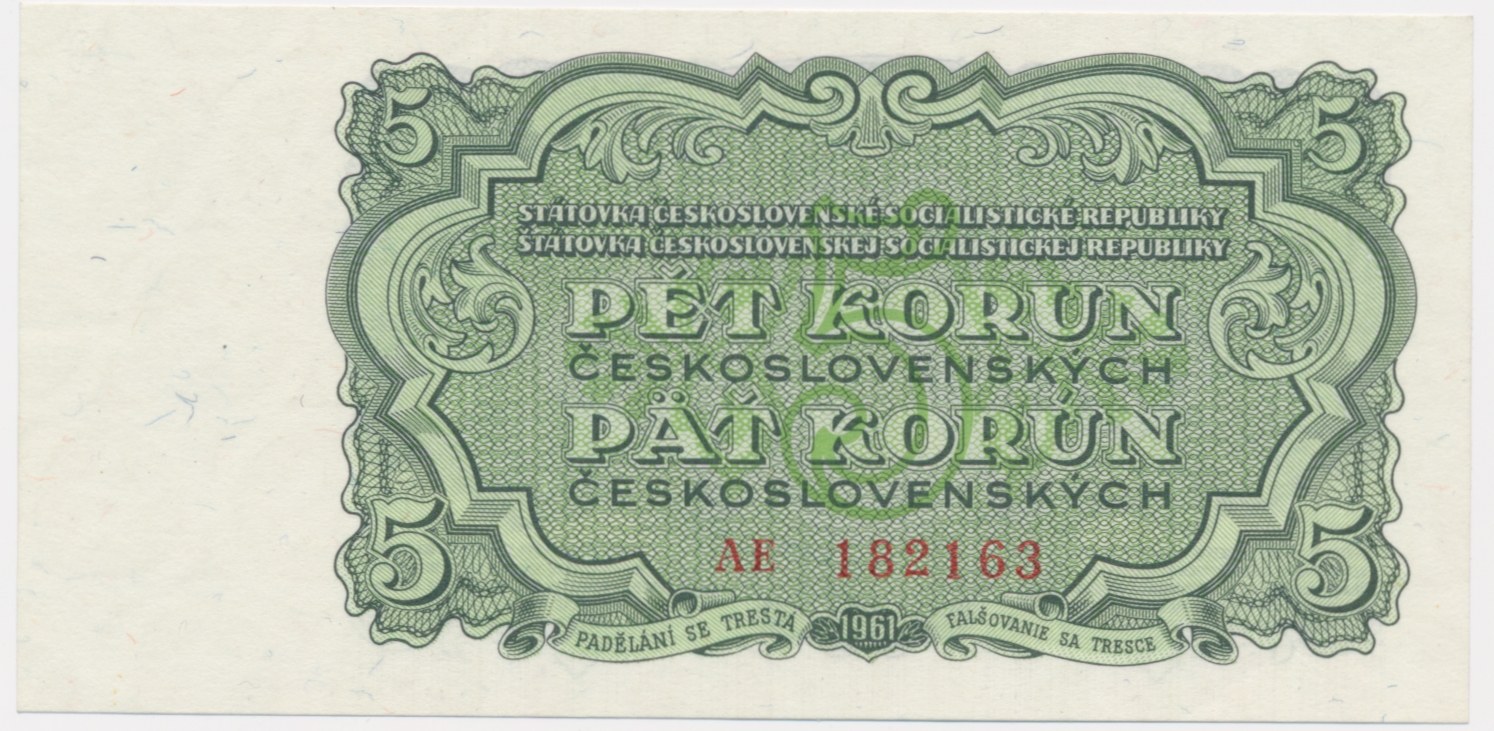 5 5
STÁTOVKA ČESKOSLOVENSKÉ SOCIALISTICKÉ REPUBLIKY
ŠTÁTOVKA ČESKOSLOVENSKEJ SOCIALISTICKEJ REPUBLIKY
PĚT KORUN
ČESKOSLOVENSKÝCH
PÄŤ KORÚN
ČESKOSLOVENSKÝCH
5 5
AE 182163
PADĚLÁNÍ SE TRESTÁ 1961 FALŠOVANIE SA TRESCE